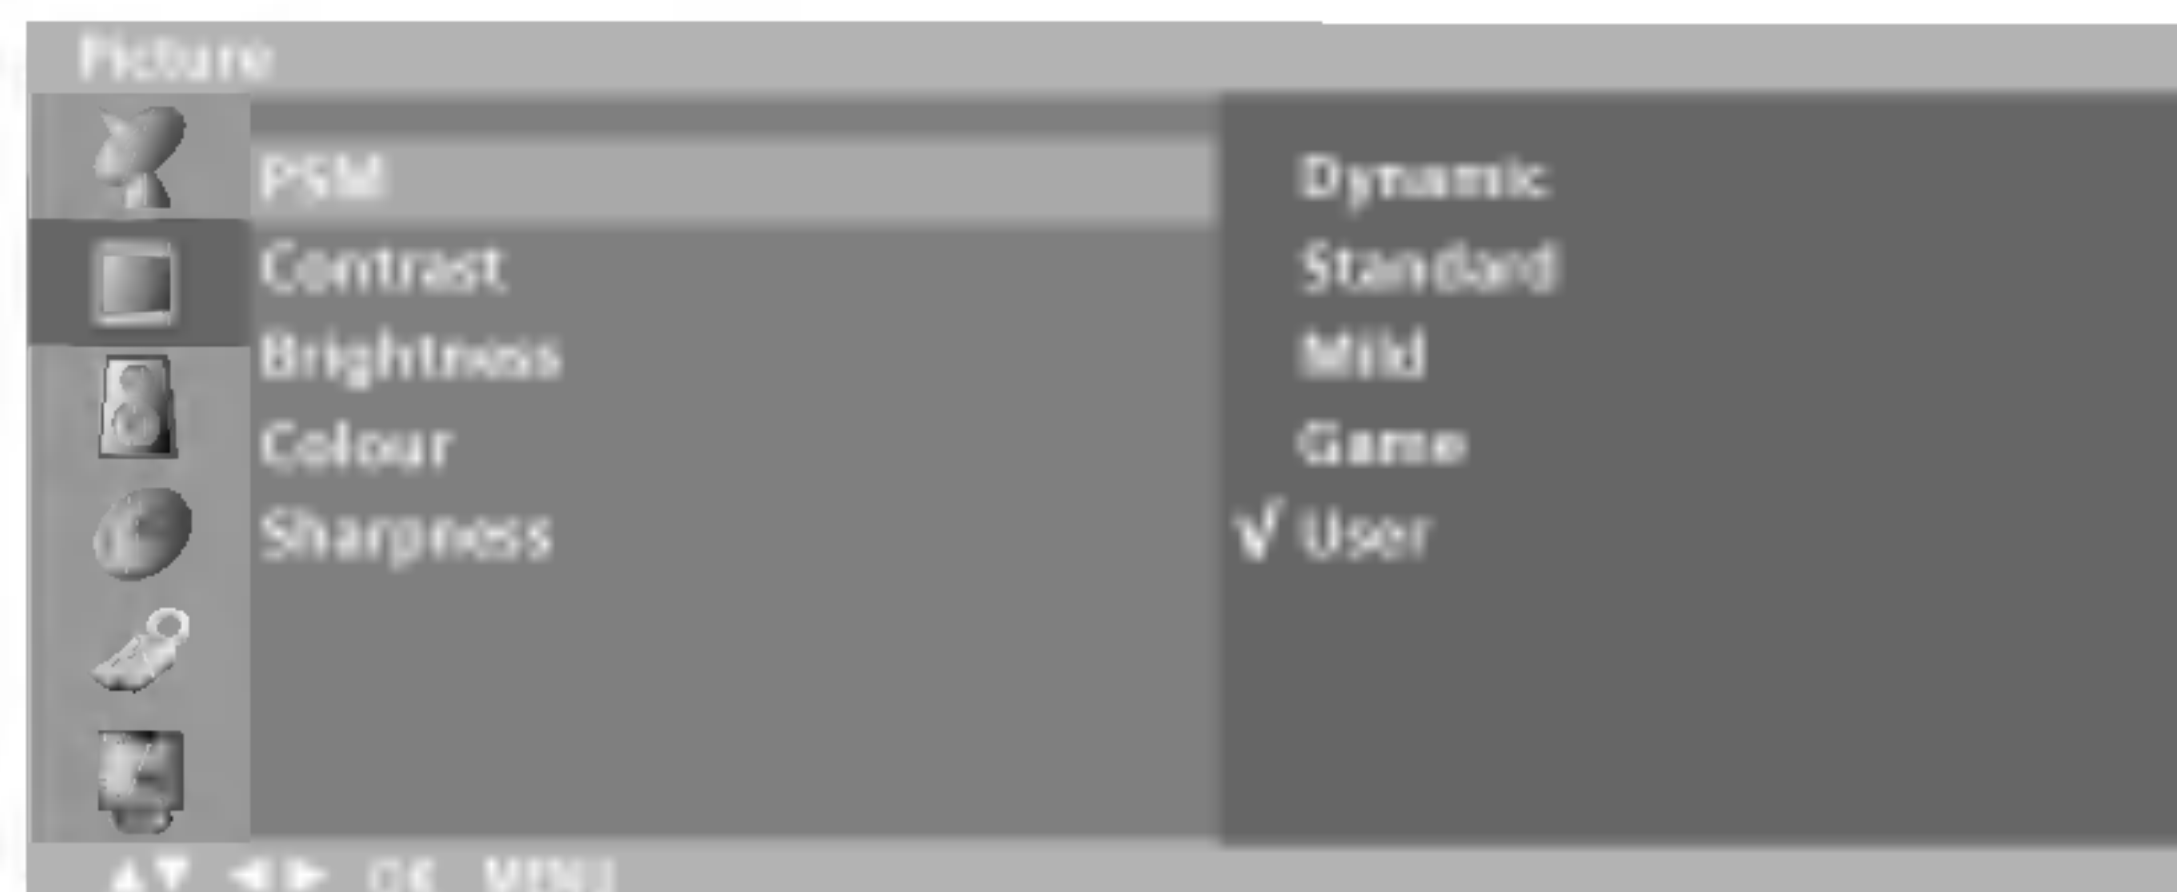 Picture
PSM
Contrast
Brightness
Colour
Sharpness
Dynamic
Standard
Mild
Game
√ User
▲▼ ◀▶ OK MENU